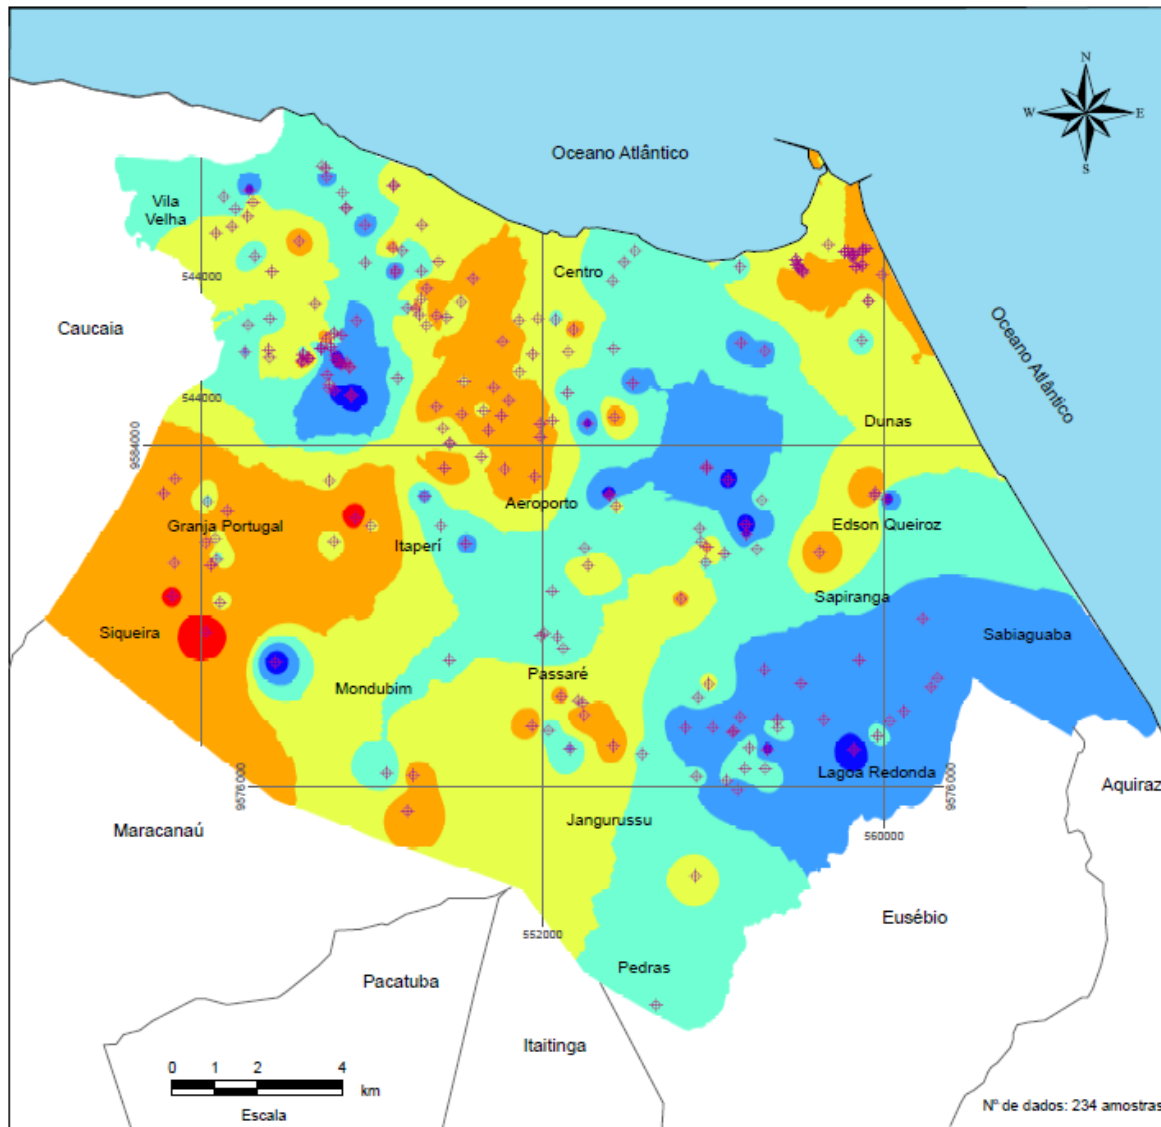 N
W
E
S
Oceano Atlântico
Vila
Velha
Centro
544000
Oceano Atlântico
Caucaia
544000
Dunas
9584000
Aeroporto
Granja Portugal
Edson Queiroz
Itaperí
Sapiranga
Siqueira
Sabiaguaba
Passaré
Mondubim
Lagoa Redonda
9576000
9576000
Aquiraz
Maracanaú
Jangurussu
560000
Eusébio
552000
Pedras
Pacatuba
Itaitinga
0 1 2 4
km
Escala
Nº de dados: 234 amostras